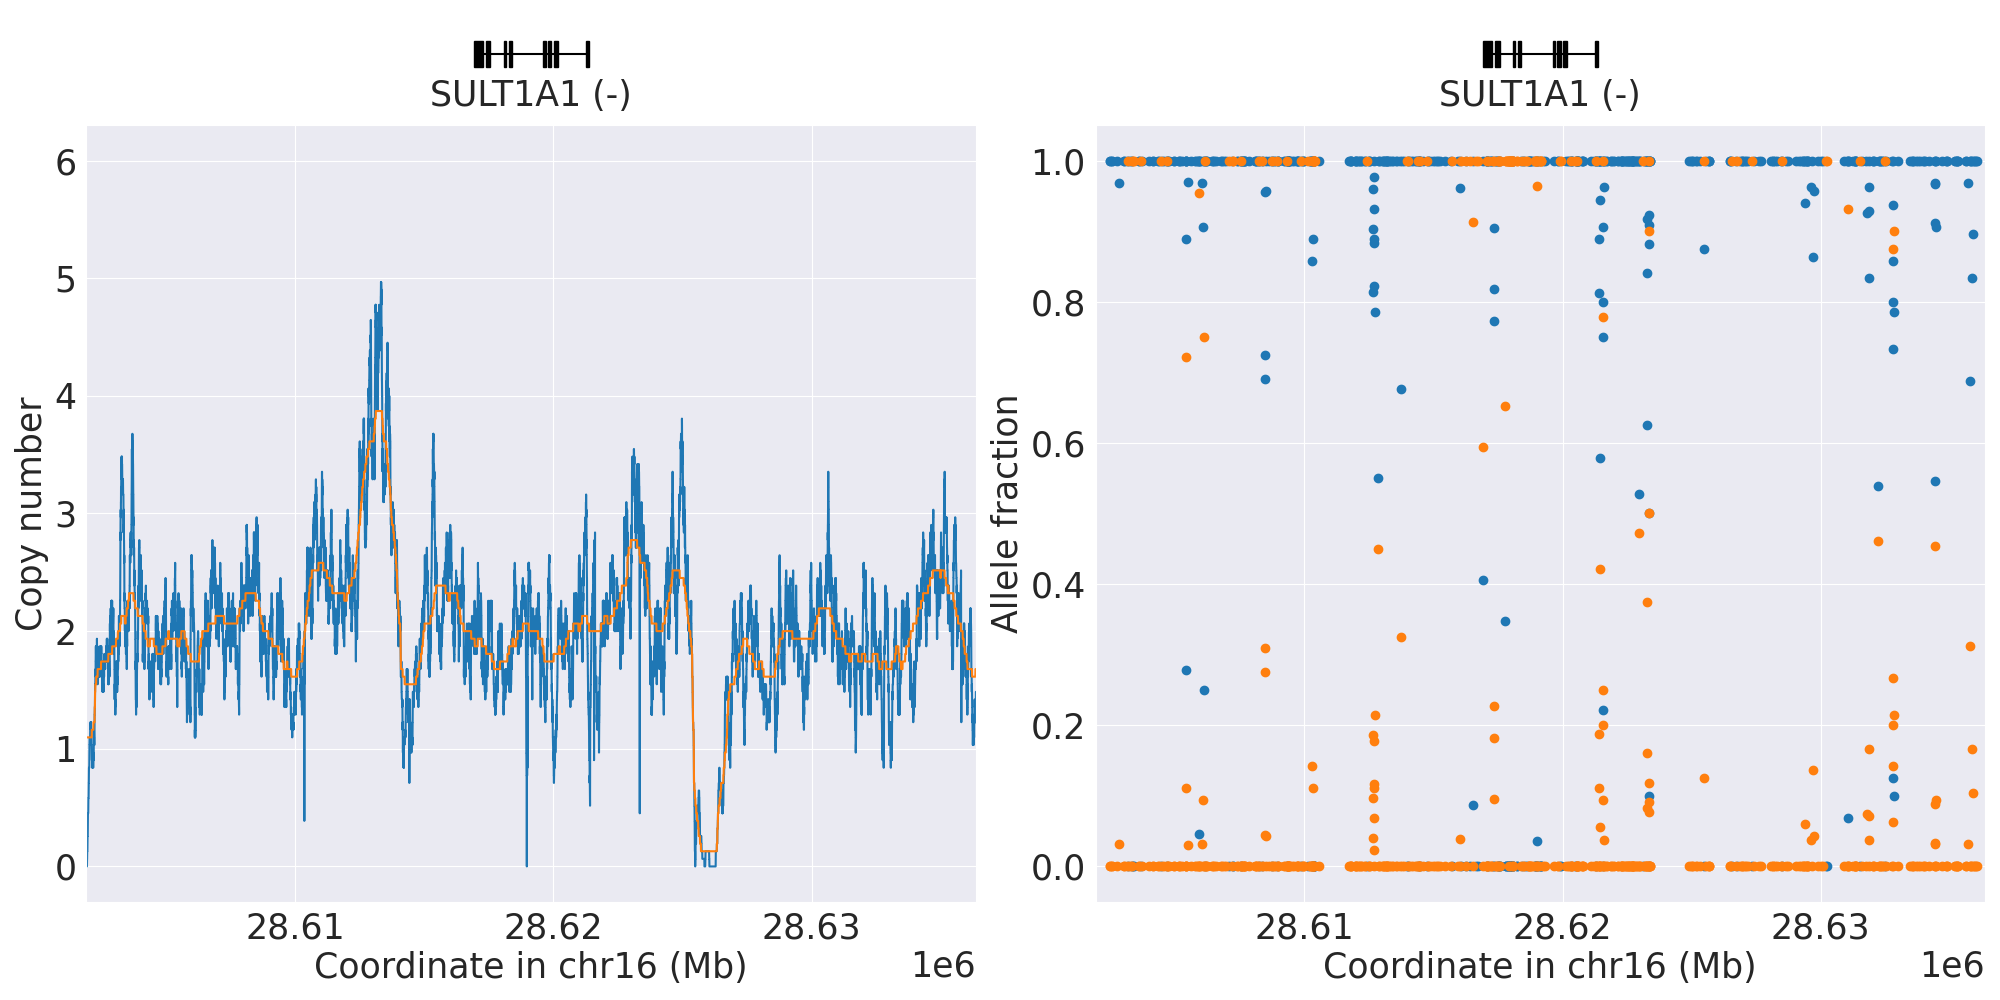 SULT1A1 (-)
Copy number
6
5
4
3
2
1
0
28.61
28.62
28.63
Coordinate in chr16 (Mb)
1e6
SULT1A1 (-)
Allele fraction
1.0
0.8
0.6
0.4
0.2
0.0
28.61
28.62
28.63
Coordinate in chr16 (Mb)
1e6